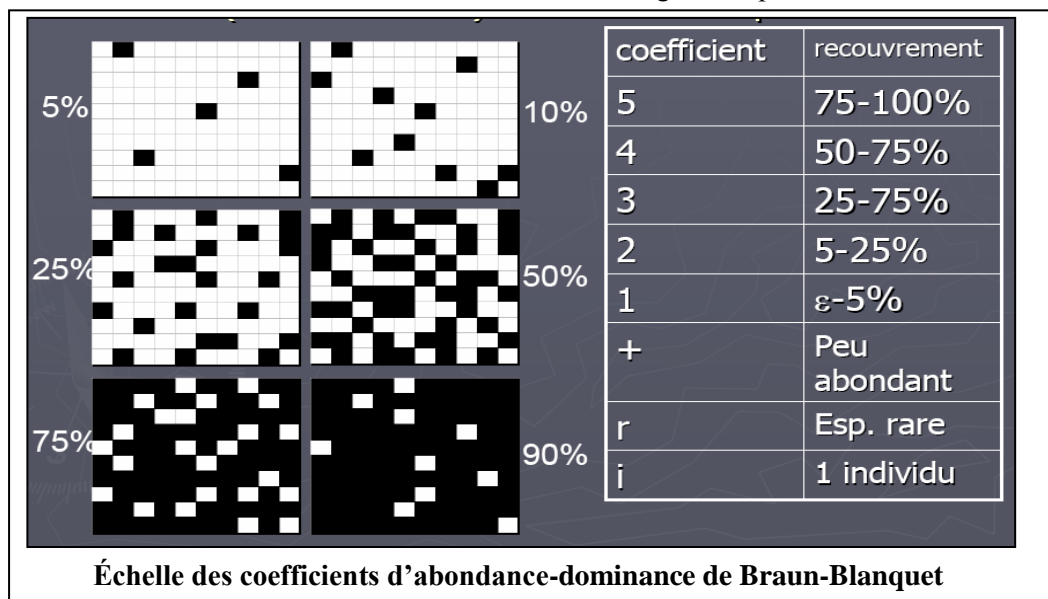 coefficient recouvrement
5 75-100%
4 50-75%
3 25-75%
2 5-25%
1 ε-5%
+ Peu
abondant
r Esp. rare
i 1 individu
5% 10%
25% 50%
75% 90%
Échelle des coefficients d’abondance-dominance de Braun-Blanquet